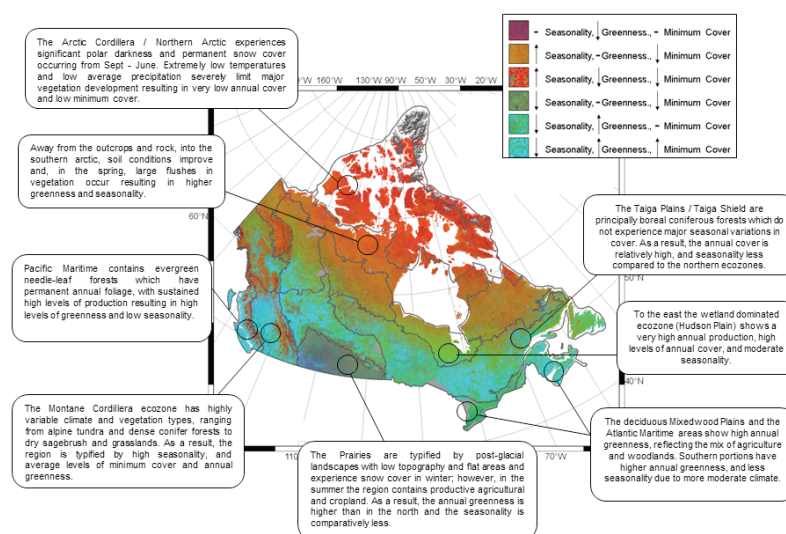 The Arctic Cordillera / Northern Arctic experiences
significant polar darkness and permanent snow cover
occurring from Sept - June. Extremely low temperatures
and low average precipitation severely limit major
vegetation development resulting in very low annual cover
and low minimum cover.
160°W 130°W 90°W 50°W 20°W
- Seasonality, ↓ Greenness., - Minimum Cover
↑ Seasonality, - Greenness., ↓ Minimum Cover
↑ Seasonality, ↓ Greenness., ↓ Minimum Cover
↓ Seasonality, - Greenness., ↓ Minimum Cover
↓ Seasonality, ↑ Greenness., - Minimum Cover
↓ Seasonality, ↑ Greenness., ↑ Minimum Cover
Away from the outcrops and rock, into the
southern arctic, soil conditions improve
and, in the spring, large flushes in
vegetation occur resulting in higher
greenness and seasonality.
60°N
The Taiga Plains / Taiga Shield are
principally boreal coniferous forests which do
not experience major seasonal variations in
cover. As a result, the annual cover is
relatively high, and seasonality less
compared to the northern ecozones.
50°N
Pacific Maritime contains evergreen
needle-leaf forests which have
permanent annual foliage, with sustained
high levels of production resulting in
high levels of greenness and low seasonality.
To the east the wetland dominated
ecozone (Hudson Plain) shows a
very high annual production, high
levels of annual cover, and moderate
seasonality.
40°N
The Montane Cordillera ecozone has highly
variable climate and vegetation types, ranging
from alpine tundra and dense conifer forests to
dry sagebrush and grasslands. As a result, the
region is typified by high seasonality, and
average levels of minimum cover and annual
greenness.
110°
The Prairies are typified by post-glacial
landscapes with low topography and flat areas and
experience snow cover in winter; however, in the
summer the region contains productive agricultural
and cropland. As a result, the annual greenness is
higher than in the north and the seasonality is
comparatively less.
70°W
The deciduous Mixedwood Plains and the
Atlantic Maritime areas show high annual
greenness, reflecting the mix of agriculture
and woodlands. Southern portions have
higher annual greenness, and less
seasonality due to more moderate climate.